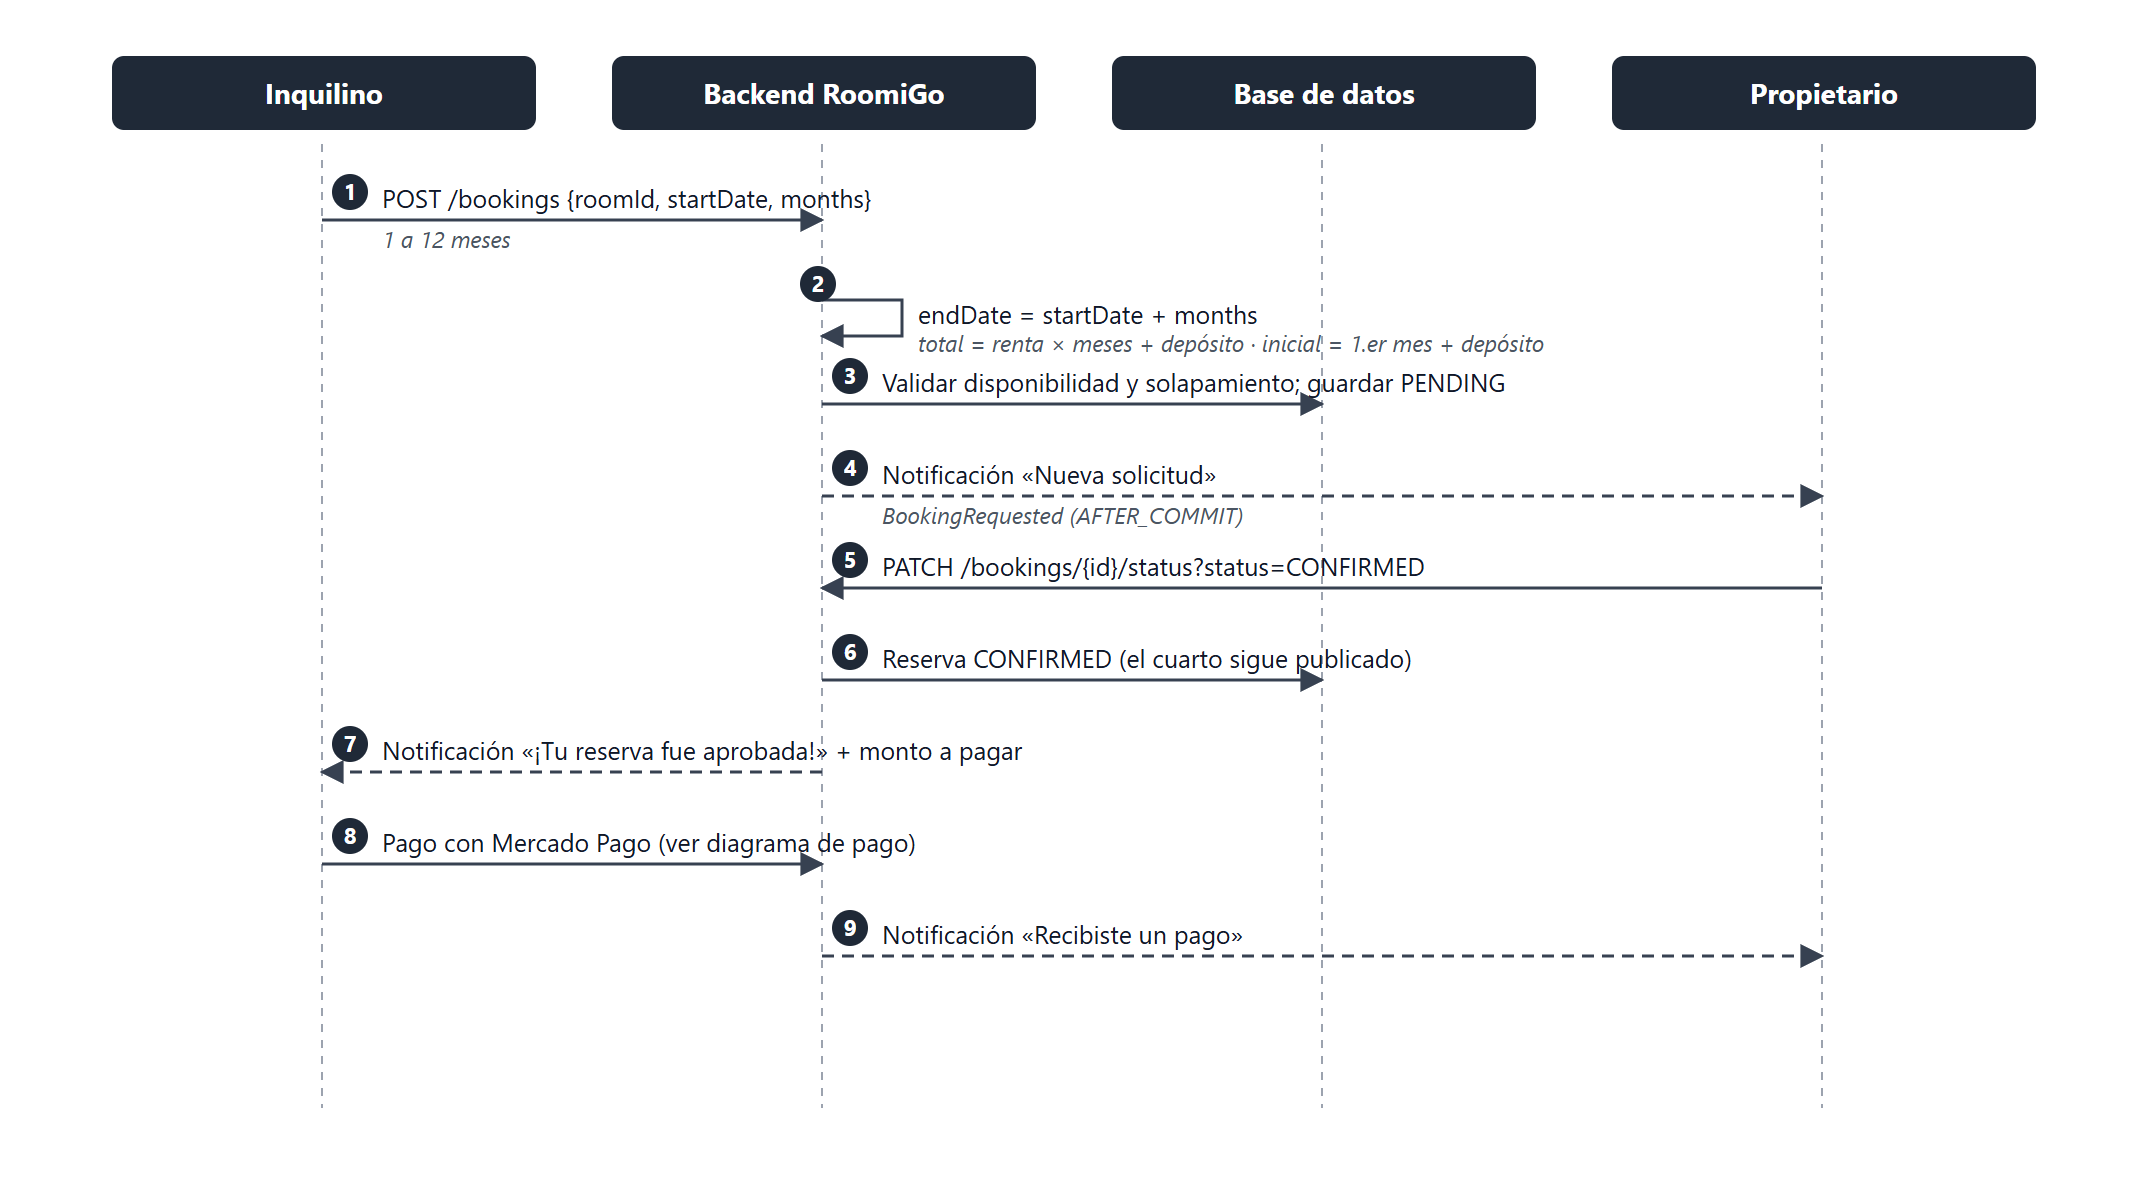 Inquilino
Backend RoomiGo
Base de datos
Propietario
1 POST /bookings {roomId, startDate, months}
1 a 12 meses
2
endDate = startDate + months
total = renta × meses + depósito · inicial = 1.er mes + depósito
3 Validar disponibilidad y solapamiento; guardar PENDING
4 Notificación «Nueva solicitud»
BookingRequested (AFTER_COMMIT)
5 PATCH /bookings/{id}/status?status=CONFIRMED
6 Reserva CONFIRMED (el cuarto sigue publicado)
7 Notificación «¡Tu reserva fue aprobada!» + monto a pagar
8 Pago con Mercado Pago (ver diagrama de pago)
9 Notificación «Recibiste un pago»